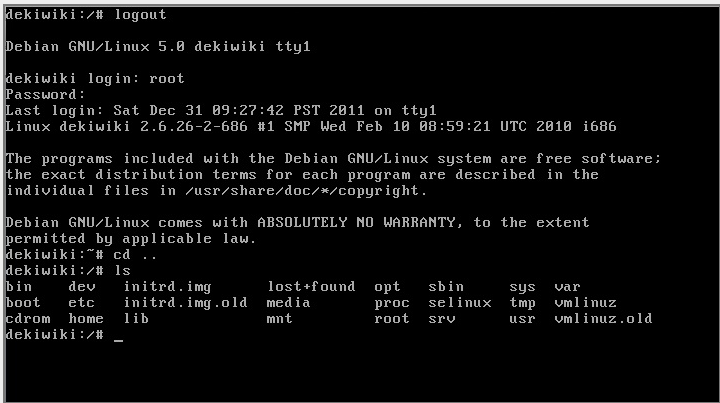 dekiwiki:/# logout
Debian GNU/Linux 5.0 dekiwiki tty1
dekiwiki login: root
Password:
Last login: Sat Dec 31 09:27:42 PST 2011 on tty1
Linux dekiwiki 2.6.26-2-686 #1 SMP Wed Feb 10 08:59:21 UTC 2010 i686
The programs included with the Debian GNU/Linux system are free software;
the exact distribution terms for each program are described in the
individual files in /usr/share/doc/*/copyright.
Debian GNU/Linux comes with ABSOLUTELY NO WARRANTY, to the extent
permitted by applicable law.
dekiwiki:~# cd ..
dekiwiki:/# ls
bin    dev   initrd.img      lost+found  opt   sbin     sys  var
boot   etc   initrd.img.old  media       proc  selinux  tmp  vmlinuz
cdrom  home  lib             mnt         root  srv      usr  vmlinuz.old
dekiwiki:/# _